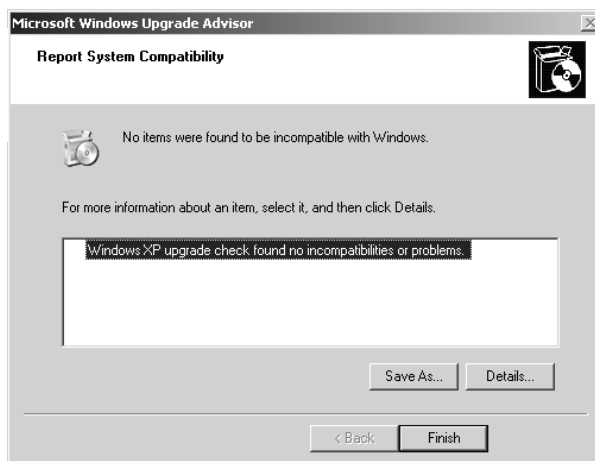 Microsoft Windows Upgrade Advisor
Report System Compatibility
No items were found to be incompatible with Windows.
For more information about an item, select it, and then click Details.
Windows XP upgrade check found no incompatibilities or problems.
Save As... Details...
< Back Finish